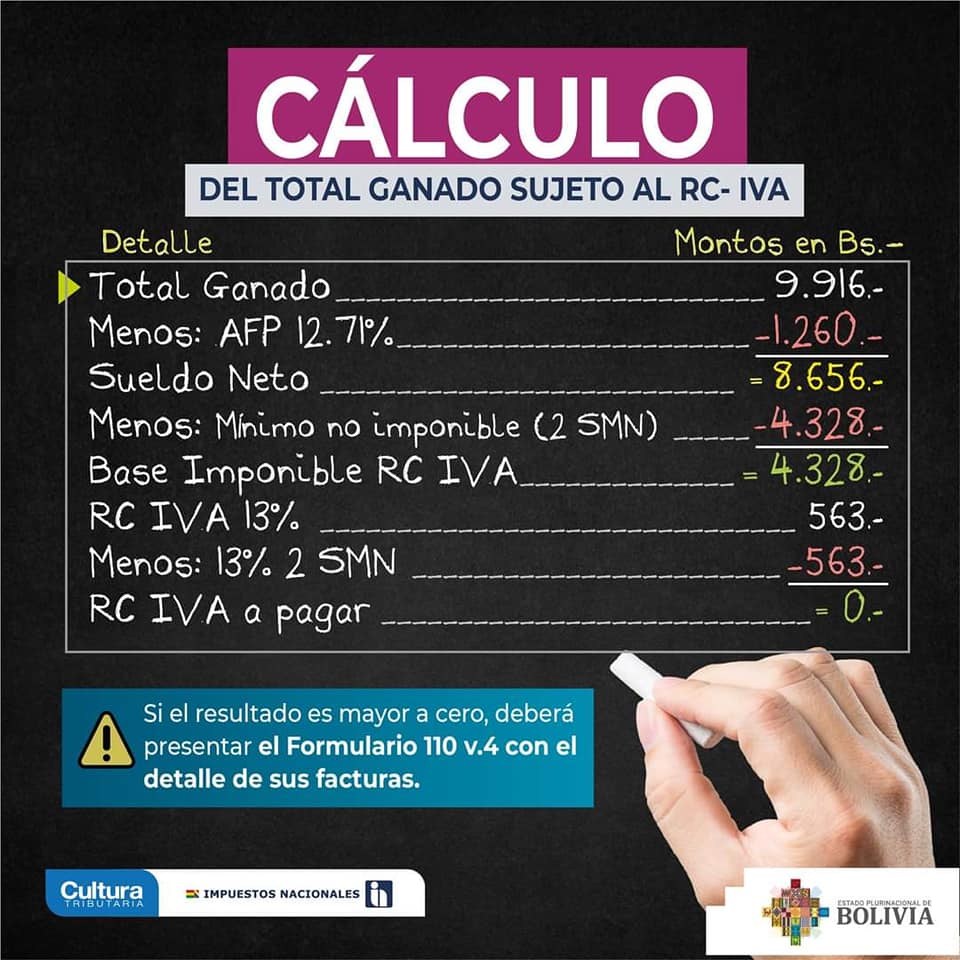 CÁLCULO
DEL TOTAL GANADO SUJETO AL RC- IVA
Detalle Montos en Bs.-
Total Ganado 9.916.-
Menos: AFP 12.71% -1.260.-
Sueldo Neto = 8.656.-
Menos: Mínimo no imponible (2 SMN) -4.328.-
Base Imponible RC IVA = 4.328.-
RC IVA 13% 563.-
Menos: 13% 2 SMN -563.-
RC IVA a pagar = 0.-
Si el resultado es mayor a cero, deberá
presentar el Formulario 110 v.4 con el
detalle de sus facturas.
Cultura
TRIBUTARIA
IMPUESTOS NACIONALES in
ESTADO PLURINACIONAL DE
BOLIVIA